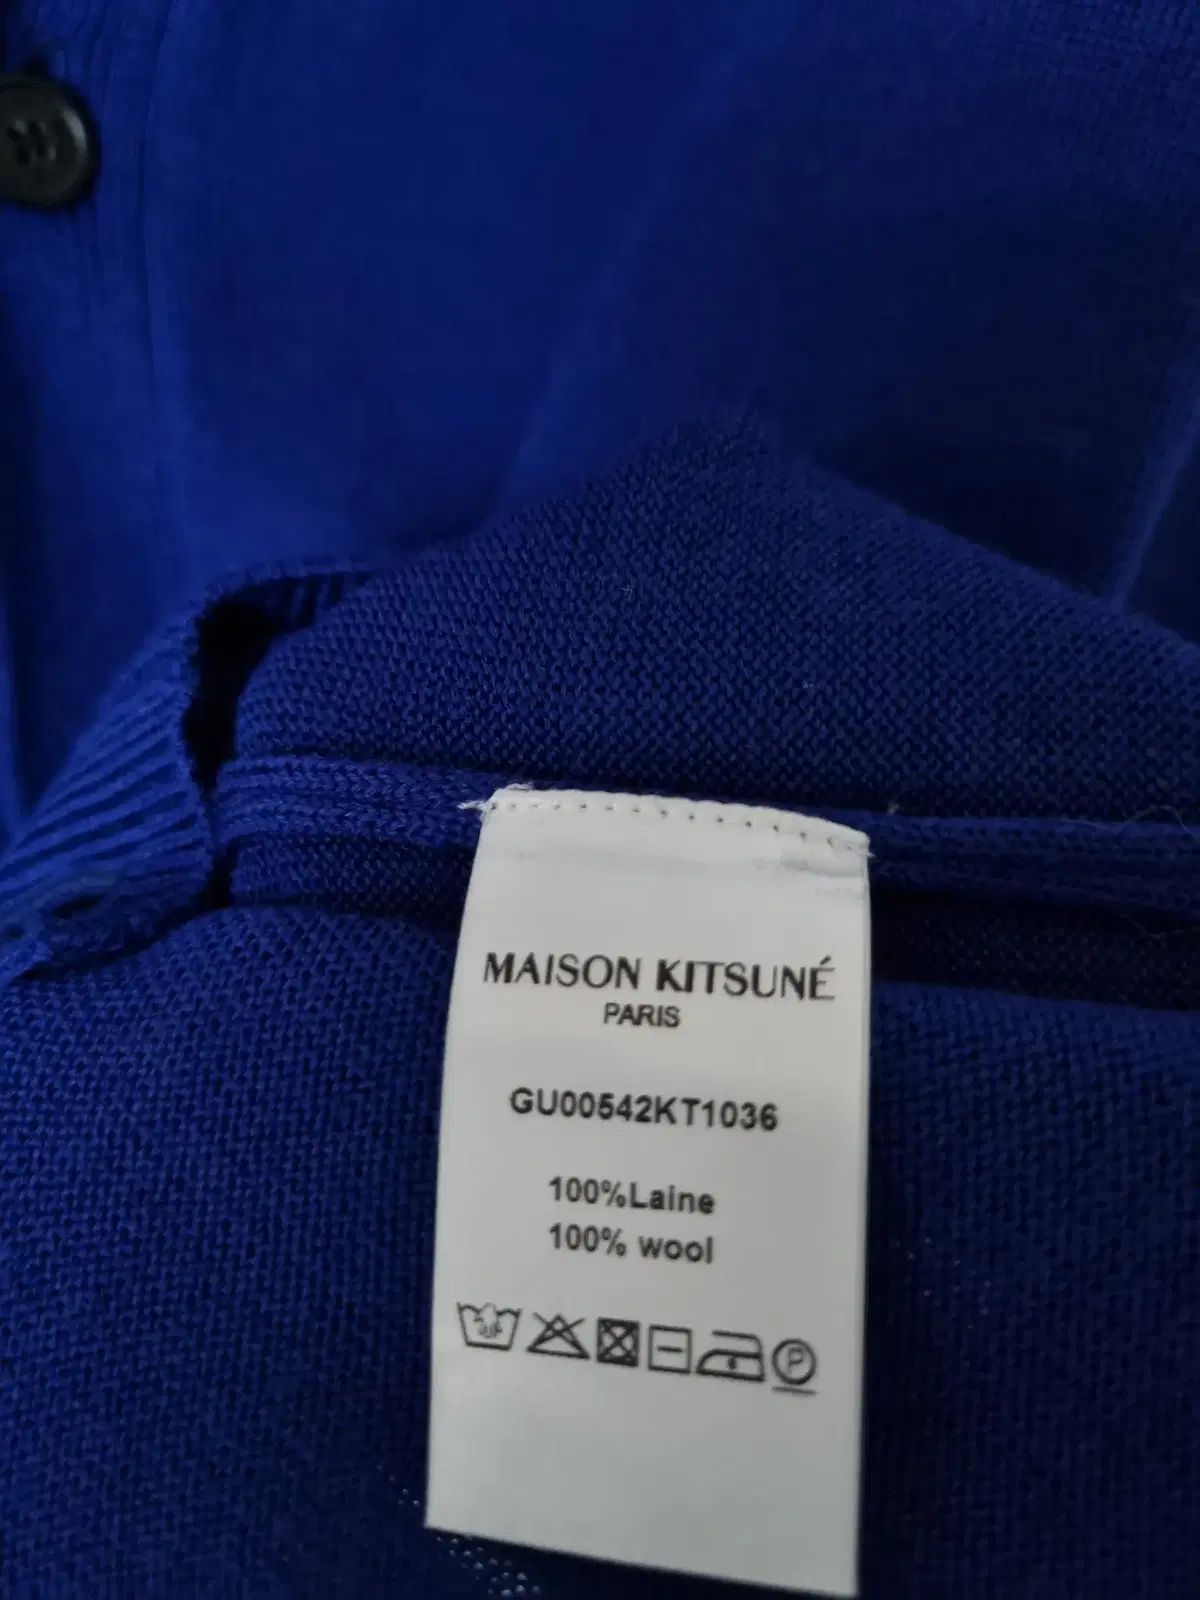 MAISON KITSUNÉ
PARIS
GU00542KT1036
100%Laine
100% wool
P